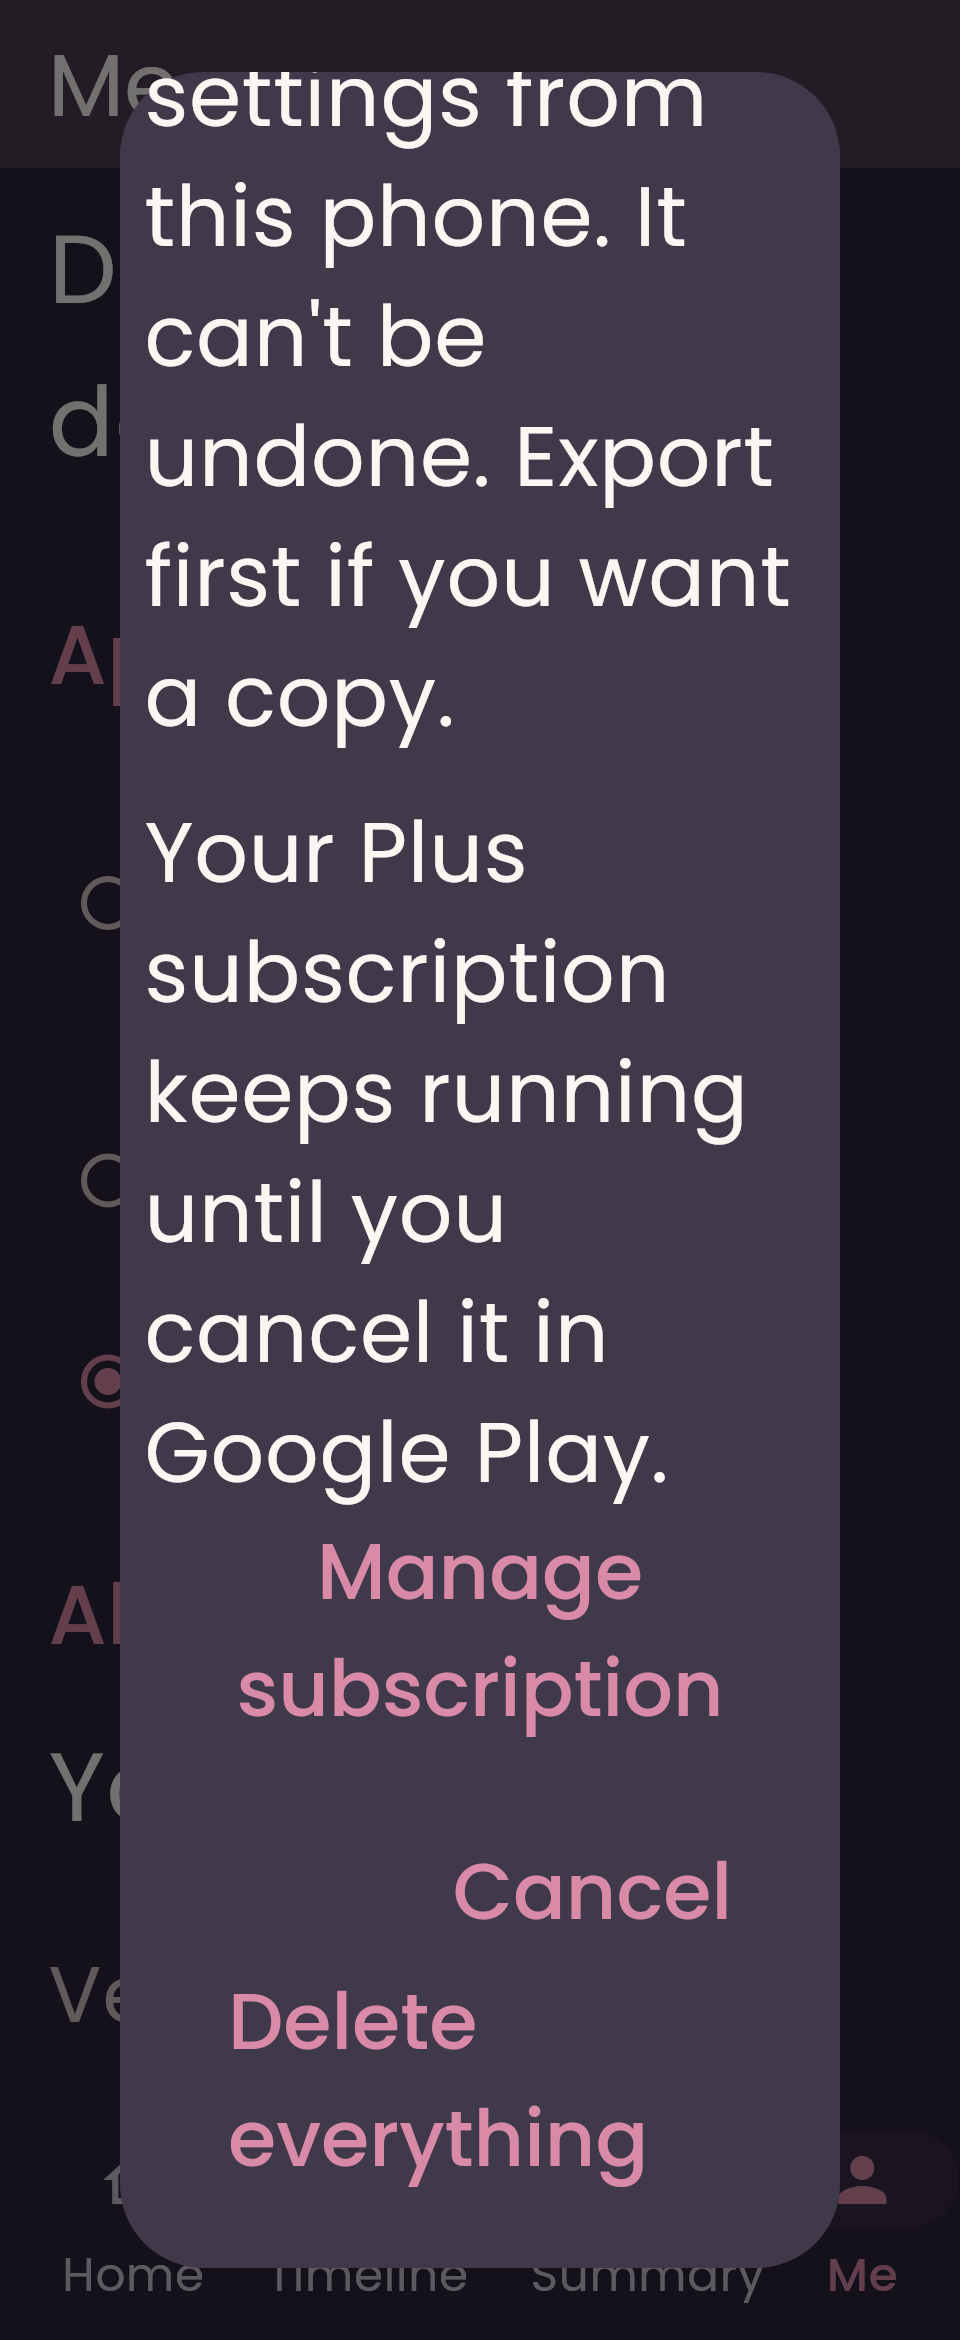 Me
settings from
this phone. It
can't be
undone. Export
first if you want
a copy.
Your Plus
subscription
keeps running
until you
cancel it in
Google Play.
Manage
subscription
Cancel
Delete
everything
Home Timeline Summary Me